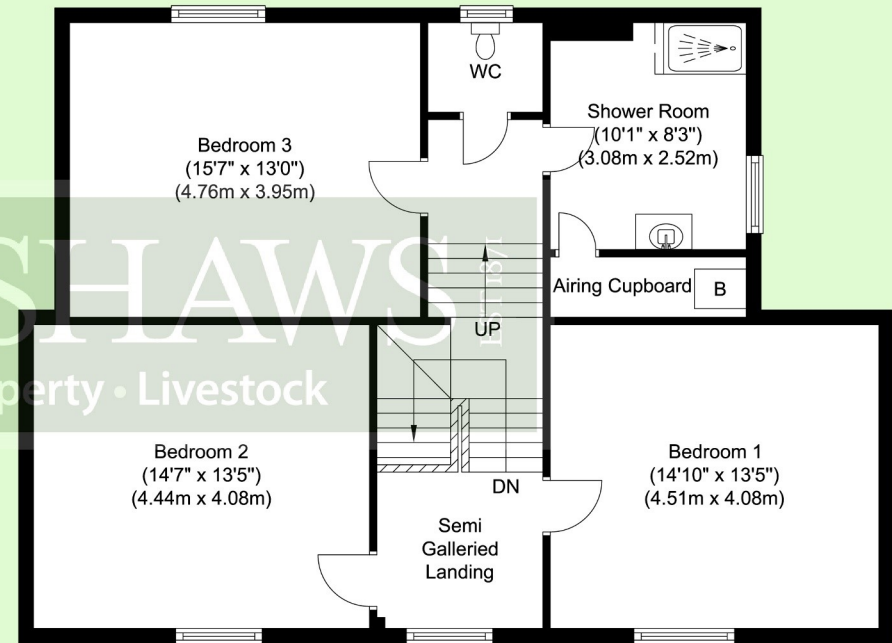 WC
Shower Room
(10'1" x 8'3")
(3.08m x 2.52m)
Bedroom 3
(15'7" x 13'0")
(4.76m x 3.95m)
SHAWS
EST 1871
Airing Cupboard
B
UP
perty • Livestock
Bedroom 2
(14'7" x 13'5")
(4.44m x 4.08m)
Bedroom 1
(14'10" x 13'5")
(4.51m x 4.08m)
DN
Semi
Galleried
Landing